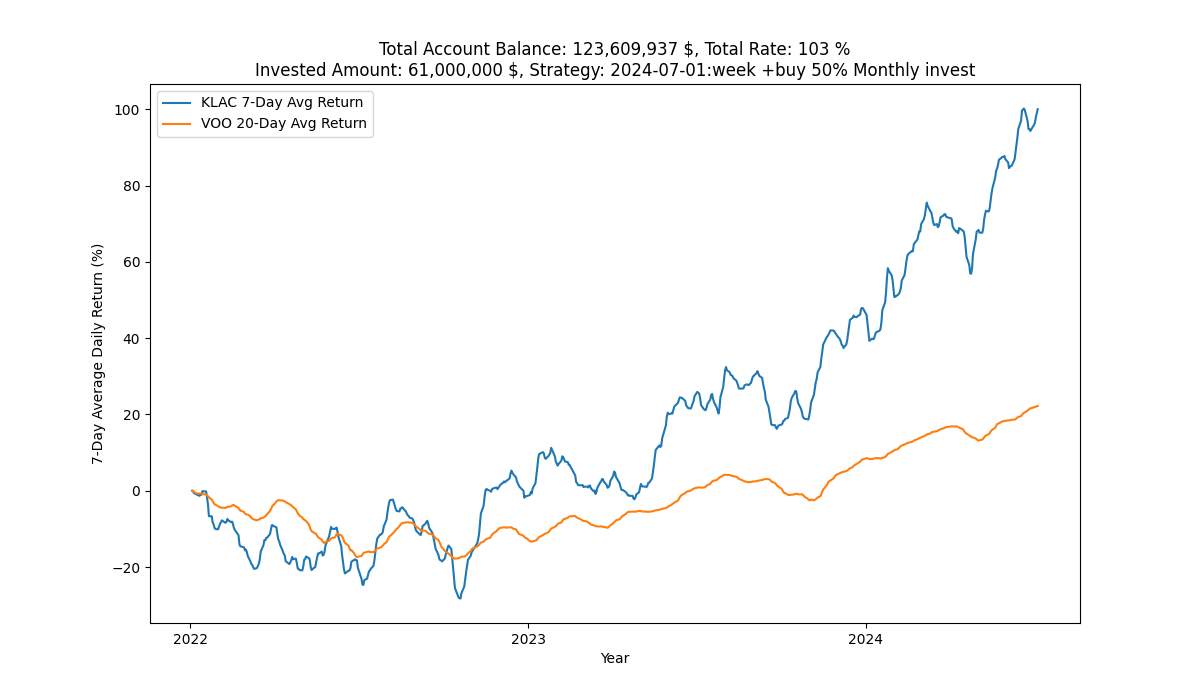 Total Account Balance: 123,609,937 $, Total Rate: 103 %
Invested Amount: 61,000,000 $, Strategy: 2024-07-01:week +buy 50% Monthly invest
KLAC 7-Day Avg Return
VOO 20-Day Avg Return
7-Day Average Daily Return (%)
100
80
60
40
20
0
−20
2022
2023
2024
Year